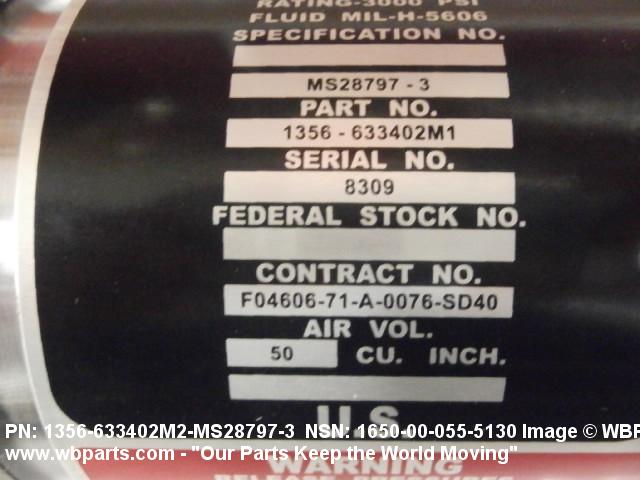 RATING-3000 PSI
FLUID MIL-H-5606
SPECIFICATION NO.
MS28797 - 3
PART NO.
1356 - 633402M1
SERIAL NO.
8309
FEDERAL STOCK NO.
CONTRACT NO.
F04606-71-A-0076-SD40
AIR VOL.
50 CU. INCH.
U.S.
PN: 1356-633402M2-MS28797-3 NSN: 1650-00-055-5130 Image © WBP
www.wbparts.com - "Our Parts Keep the World Moving"
WARNING
RELEASE PRESSURES